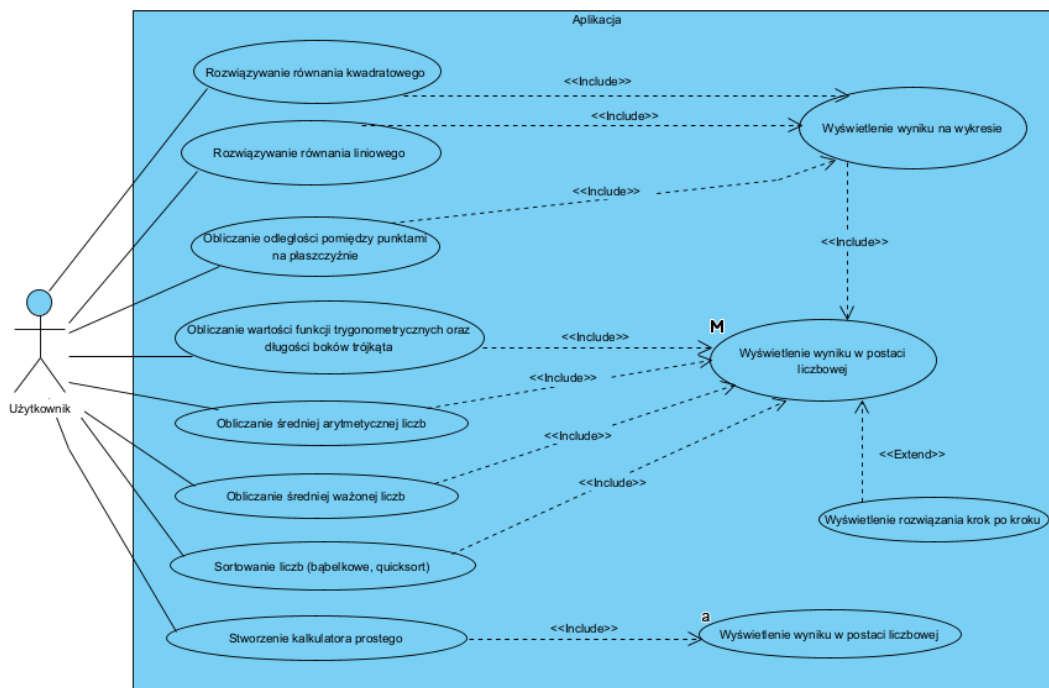 Aplikacja
Rozwiązywanie równania kwadratowego
<<Include>>
Wyświetlenie wyniku na wykresie
<<Include>>
Rozwiązywanie równania liniowego
<<Include>>
Obliczanie odległości pomiędzy punktami
na płaszczyźnie
<<Include>>
Obliczanie wartości funkcji trygonometrycznych oraz
długości boków trójkąta
<<Include>>
M
Wyświetlenie wyniku w postaci
liczbowej
Użytkownik
Obliczanie średniej arytmetycznej liczb
<<Include>>
<<Include>>
<<Extend>>
Obliczanie średniej ważonej liczb
<<Include>>
Wyświetlenie rozwiązania krok po kroku
Sortowanie liczb (bąbelkowe, quicksort)
Stworzenie kalkulatora prostego
<<Include>>
a
Wyświetlenie wyniku w postaci liczbowej